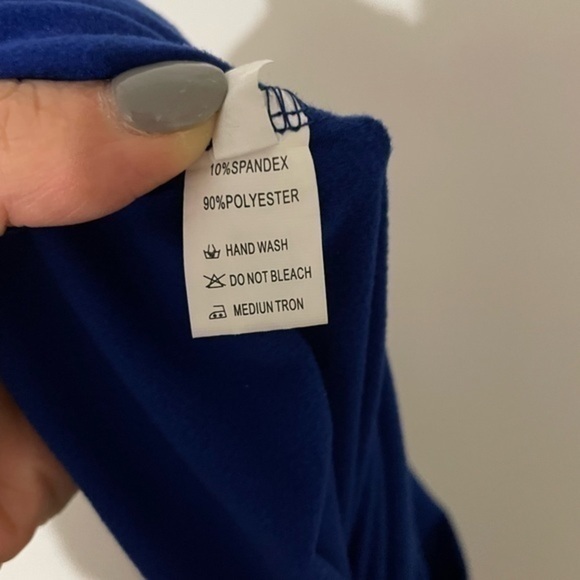 10%SPANDEX
90%POLYESTER
HAND WASH
DO NOT BLEACH
MEDIUN TRON